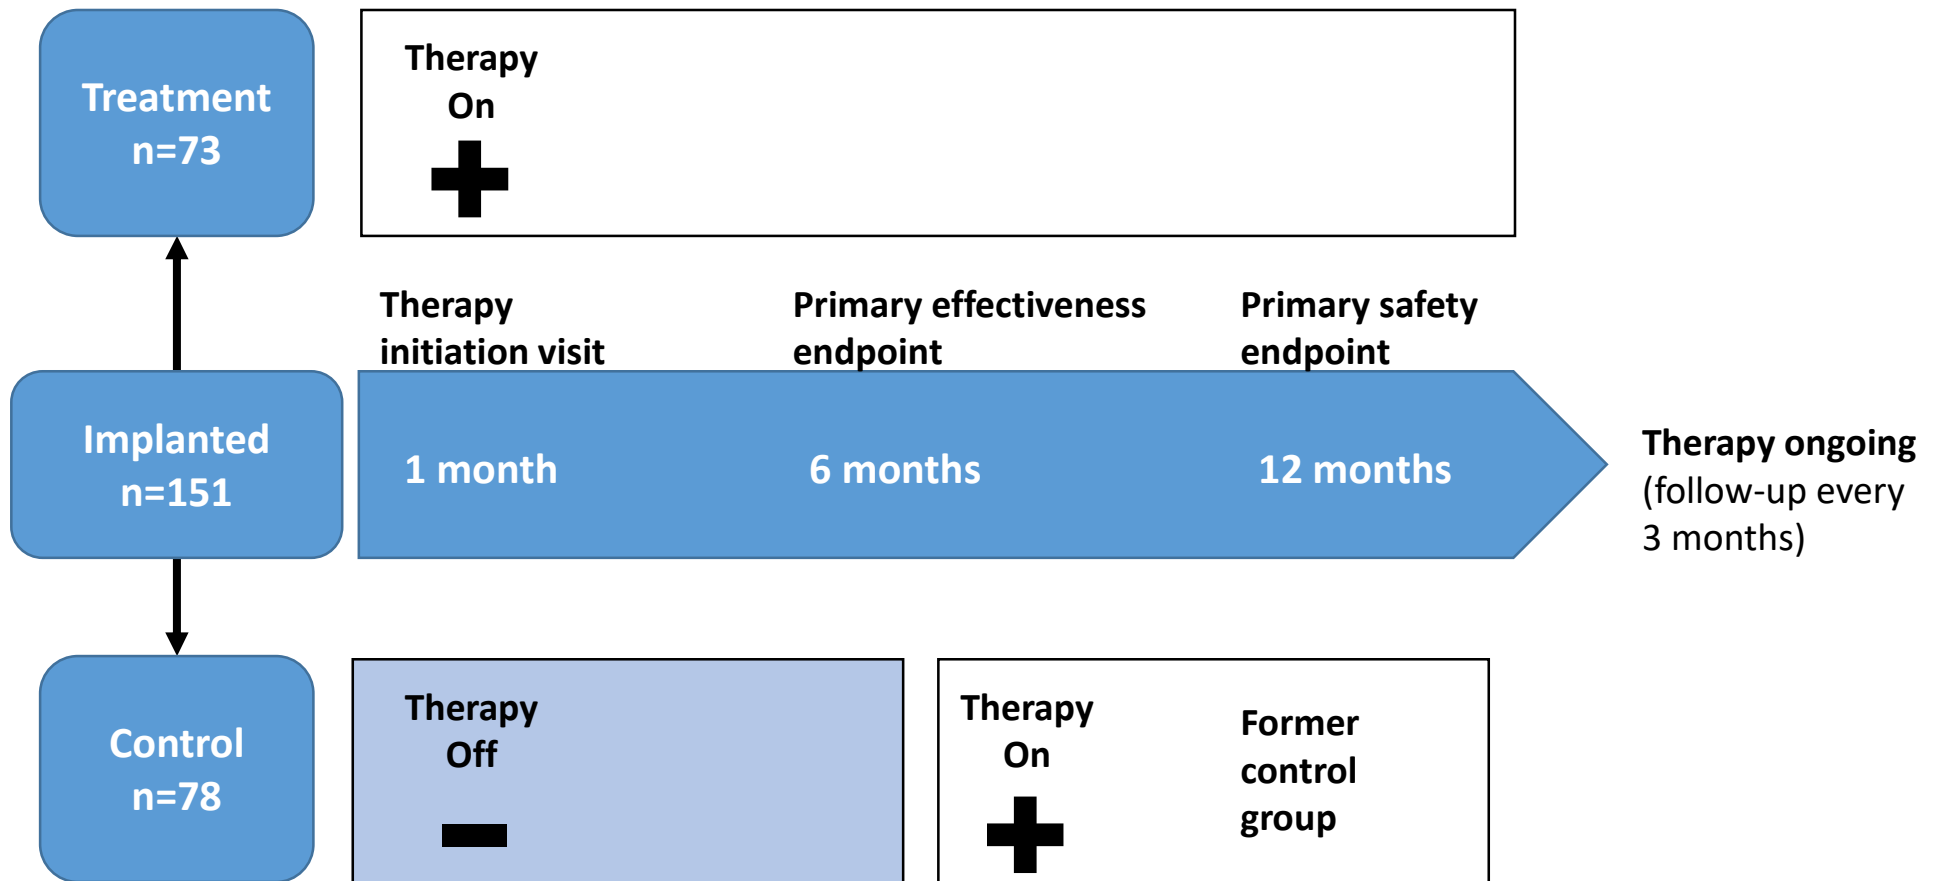 Treatment
n=73
Therapy
On
Therapy
initiation visit
Primary effectiveness
endpoint
Primary safety
endpoint
Implanted
n=151
1 month
6 months
12 months
Therapy ongoing
(follow-up every
3 months)
Control
n=78
Therapy
Off
Therapy
On
Former
control
group